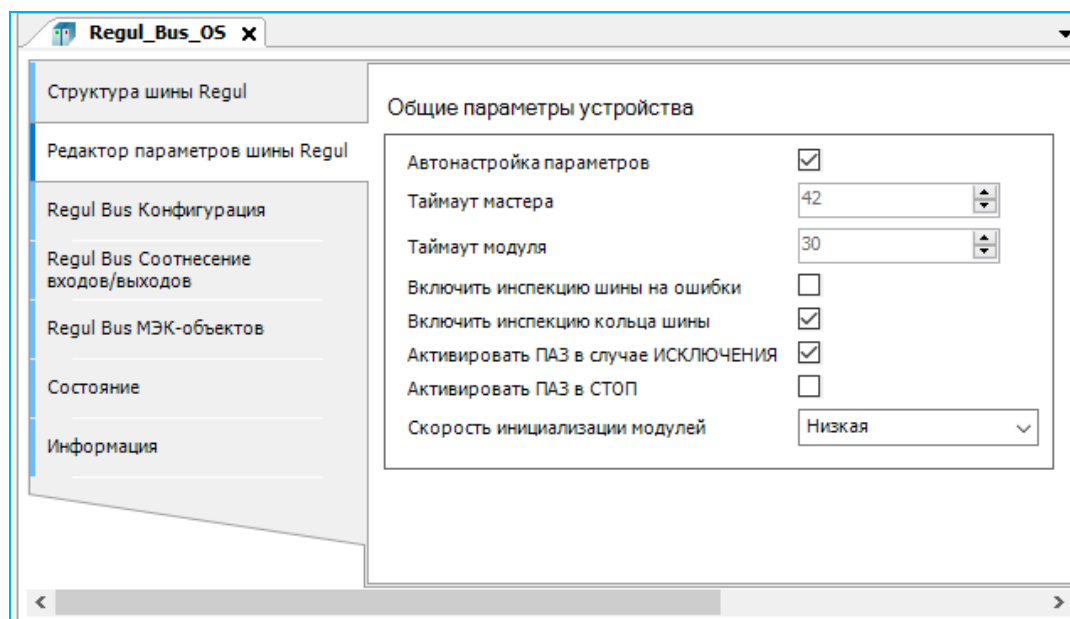 Regul_Bus_OS
Структура шины Regul
Редактор параметров шины Regul
Regul Bus Конфигурация
Regul Bus Соотнесение
входов/выходов
Regul Bus МЭК-объектов
Состояние
Информация
Общие параметры устройства
Автонастройка параметров
Таймаут мастера 42
Таймаут модуля 30
Включить инспекцию шины на ошибки
Включить инспекцию кольца шины
Активировать ПАЗ в случае ИСКЛЮЧЕНИЯ
Активировать ПАЗ в СТОП
Скорость инициализации модулей Низкая